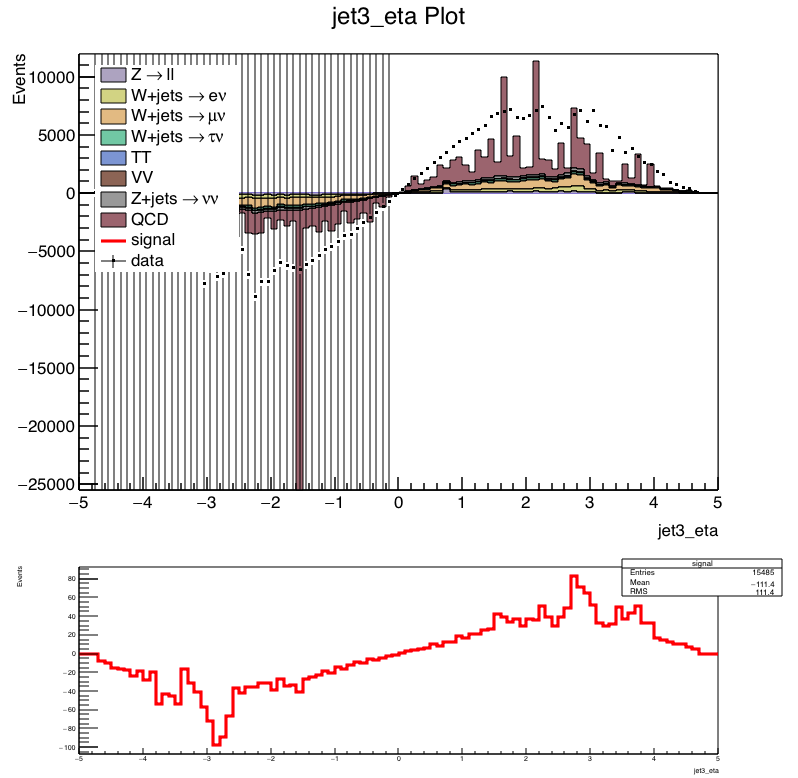 jet3_eta Plot
Events
Z → ll
W+jets → eν
W+jets → μν
W+jets → τν
TT
VV
Z+jets → νν
QCD
signal
data
10000
5000
0
−5000
−10000
−15000
−20000
−25000
−5 −4 −3 −2 −1 0 1 2 3 4 5
jet3_eta
Events
signal
Entries 15485
Mean −111.4
RMS 111.4
80
60
40
20
0
−20
−40
−60
−80
−100
−5 −4 −3 −2 −1 0 1 2 3 4 5
jet3_eta